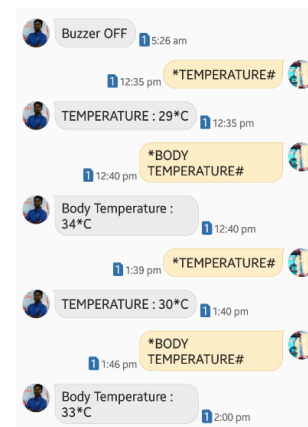 Buzzer OFF
1 5:26 am
*TEMPERATURE#
1 12:35 pm
TEMPERATURE : 29*C
1 12:35 pm
*BODY
TEMPERATURE#
1 12:40 pm
Body Temperature :
34*C
1 12:40 pm
*TEMPERATURE#
1 1:39 pm
TEMPERATURE : 30*C
1 1:40 pm
*BODY
TEMPERATURE#
1 1:46 pm
Body Temperature :
33*C
1 2:00 pm